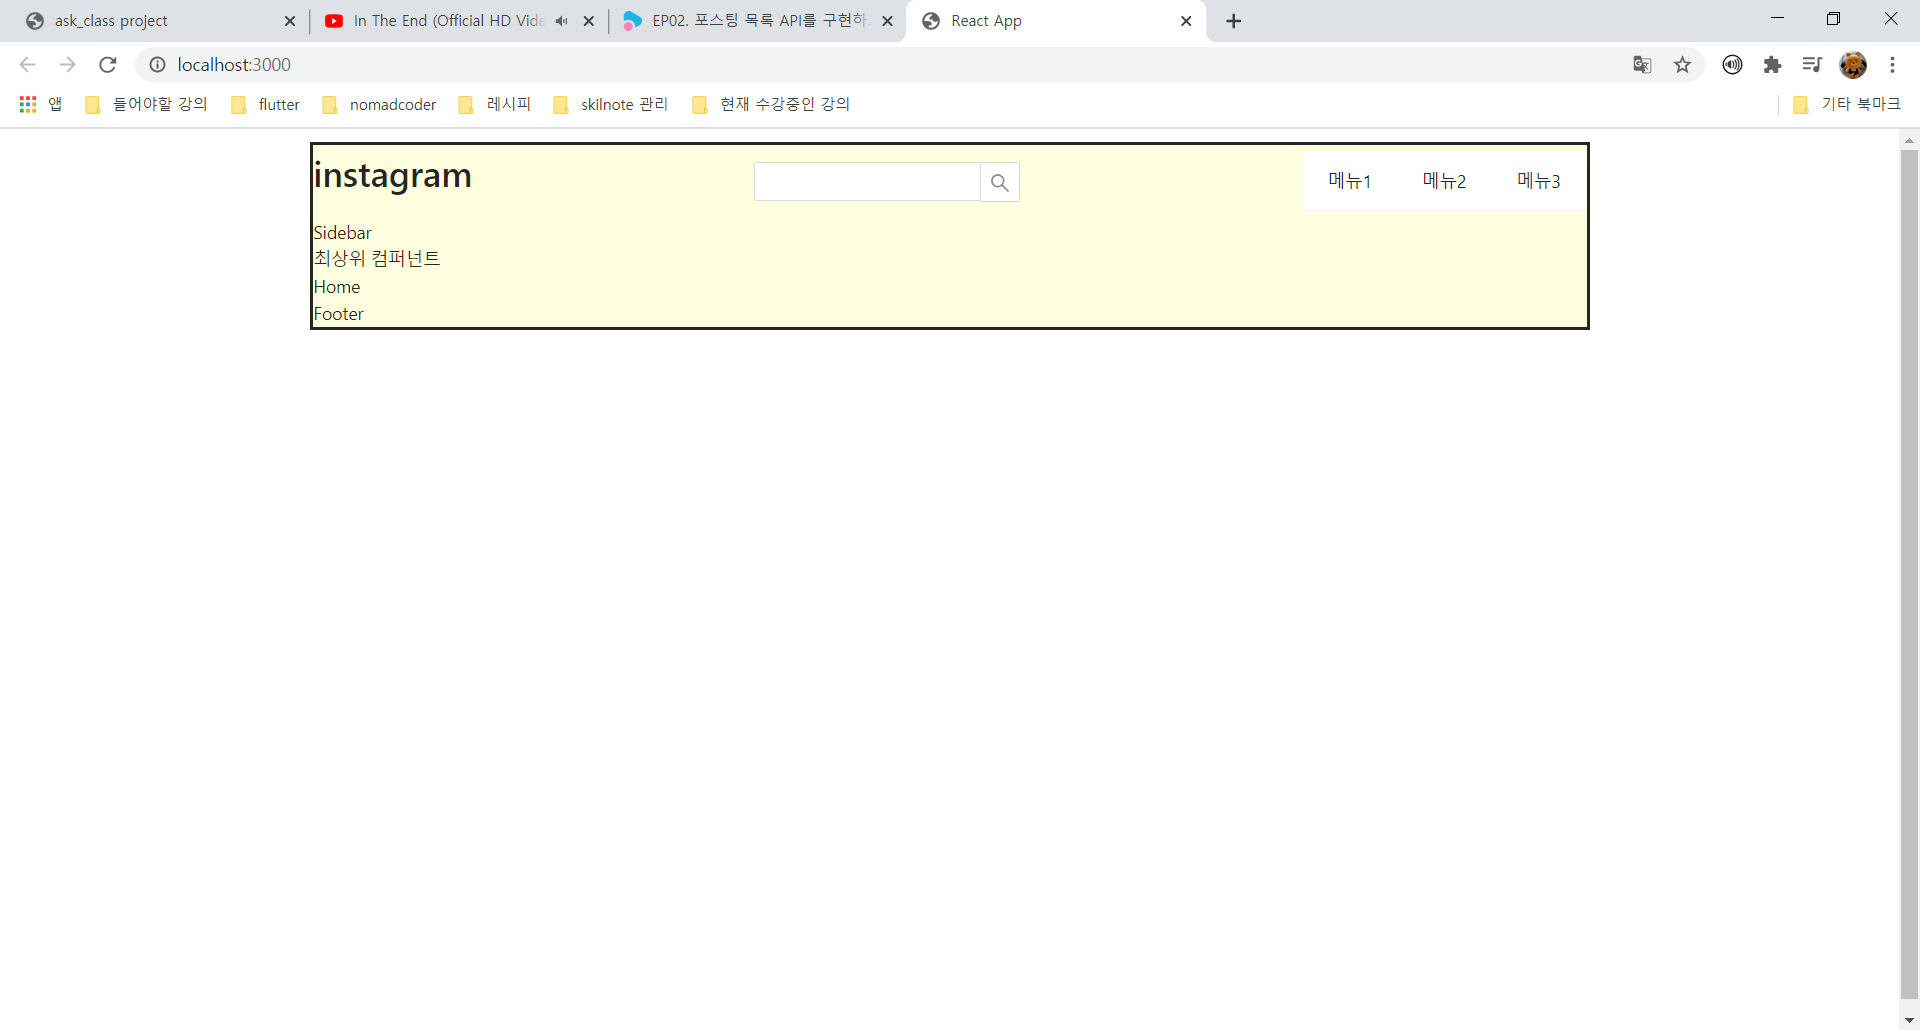 ask_class project
In The End (Official HD Vide
EP02. 포스팅 목록 API를 구현하
React App
localhost:3000
앱 들어야할 강의 flutter nomadcoder 레시피 skilnote 관리 현재 수강중인 강의 기타 북마크
instagram
메뉴1 메뉴2 메뉴3
Sidebar
최상위 컴퍼넌트
Home
Footer